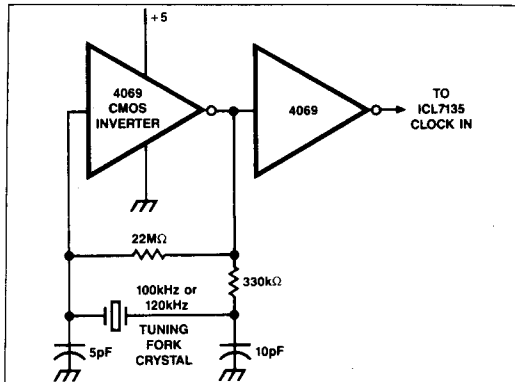 +5
4069
CMOS
INVERTER
4069
TO
ICL7135
CLOCK IN
22MΩ
330kΩ
100kHz or
120kHz
TUNING
FORK
CRYSTAL
5pF
10pF